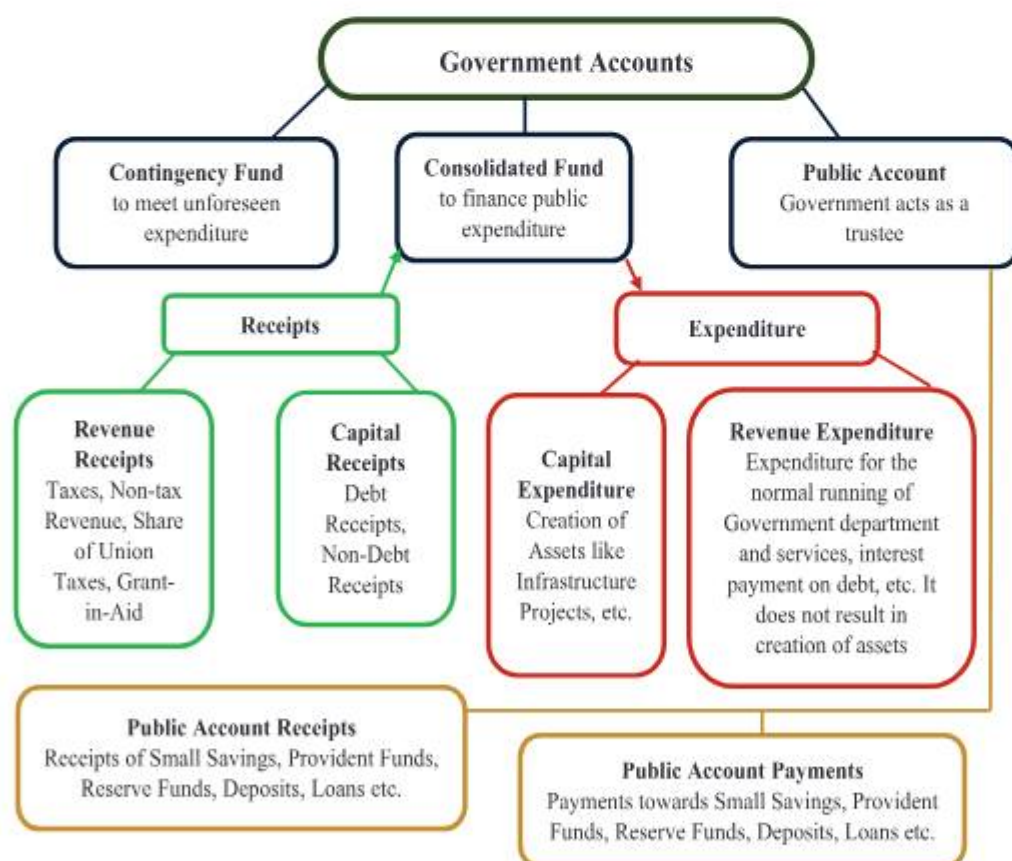 Government Accounts
Contingency Fund
to meet unforeseen
expenditure
Consolidated Fund
to finance public
expenditure
Public Account
Government acts as a
trustee
Receipts
Expenditure
Revenue
Receipts
Taxes, Non-tax
Revenue, Share
of Union
Taxes, Grant-
in-Aid
Capital
Receipts
Debt
Receipts,
Non-Debt
Receipts
Capital
Expenditure
Creation of
Assets like
Infrastructure
Projects, etc.
Revenue Expenditure
Expenditure for the
normal running of
Government department
and services, interest
payment on debt, etc. It
does not result in
creation of assets
Public Account Receipts
Receipts of Small Savings, Provident Funds,
Reserve Funds, Deposits, Loans etc.
Public Account Payments
Payments towards Small Savings, Provident
Funds, Reserve Funds, Deposits, Loans etc.